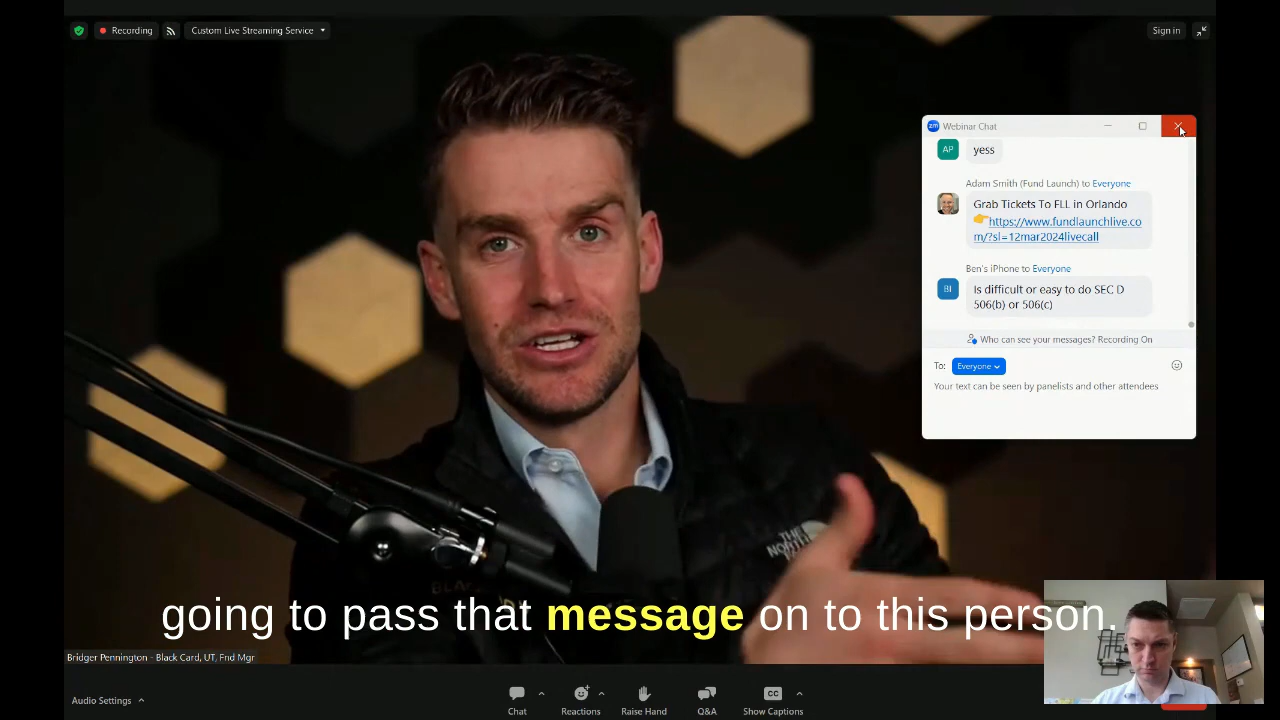 Recording
Custom Live Streaming Service
Sign in
zm Webinar Chat
AP yess
Adam Smith (Fund Launch) to Everyone
Grab Tickets To FLL in Orlando
👉https://www.fundlaunchlive.co
m/?sl=12mar2024livecall
Ben's iPhone to Everyone
BI
Is difficult or easy to do SEC D
506(b) or 506(c)
Who can see your messages? Recording On
To: Everyone
Your text can be seen by panelists and other attendees
THE
NORTH
going to pass that message on to this person.
Bridger Pennington - Black Card, UT, Fnd Mgr
Audio Settings
Chat
Reactions
Raise Hand
Q&A
Show Captions